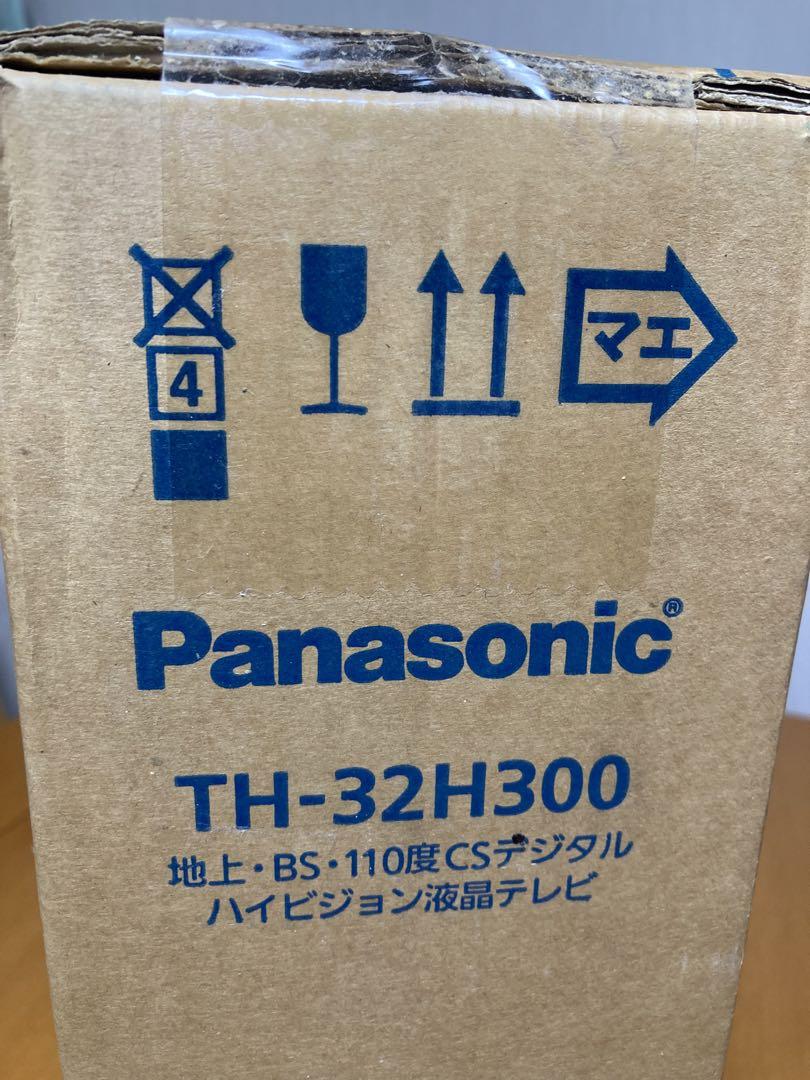 4
マエ
Panasonic®
TH-32H300
地上・BS・110度CSデジタル
ハイビジョン液晶テレビ